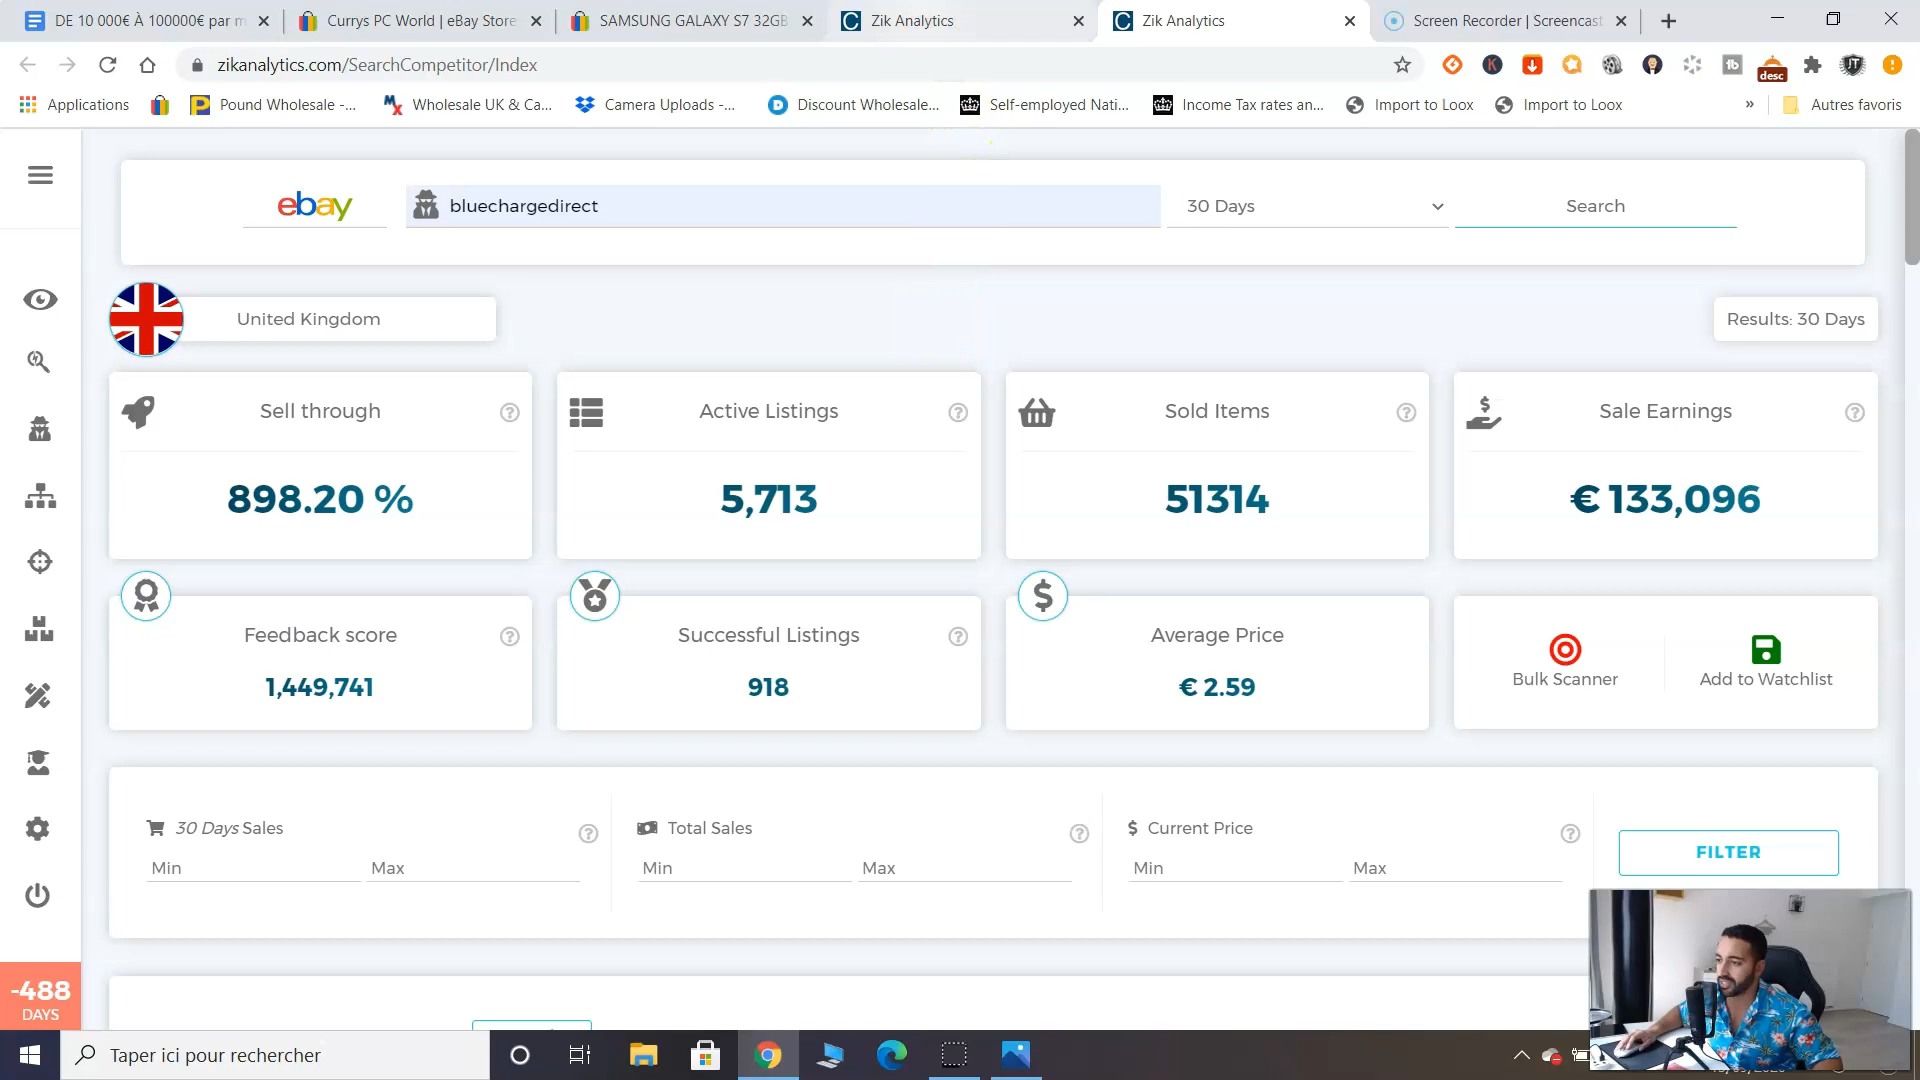 DE 10 000€ À 100000€ par m
Currys PC World | eBay Store
SAMSUNG GALAXY S7 32GB
Zik Analytics
Zik Analytics
Screen Recorder | Screencast
zikanalytics.com/SearchCompetitor/Index
desc
Applications
Pound Wholesale -...
Wholesale UK & Ca...
Camera Uploads -...
Discount Wholesale...
Self-employed Nati...
Income Tax rates an...
Import to Loox
Import to Loox
»
Autres favoris
ebay
bluechargedirect
30 Days
Search
United Kingdom
Results: 30 Days
Sell through
Active Listings
Sold Items
Sale Earnings
898.20 %
5,713
51314
€ 133,096
Feedback score
Successful Listings
Average Price
1,449,741
918
€ 2.59
Bulk Scanner
Add to Watchlist
30 Days Sales
Total Sales
Current Price
Min
Max
Min
Max
Min
Max
FILTER
-488
DAYS
Taper ici pour rechercher